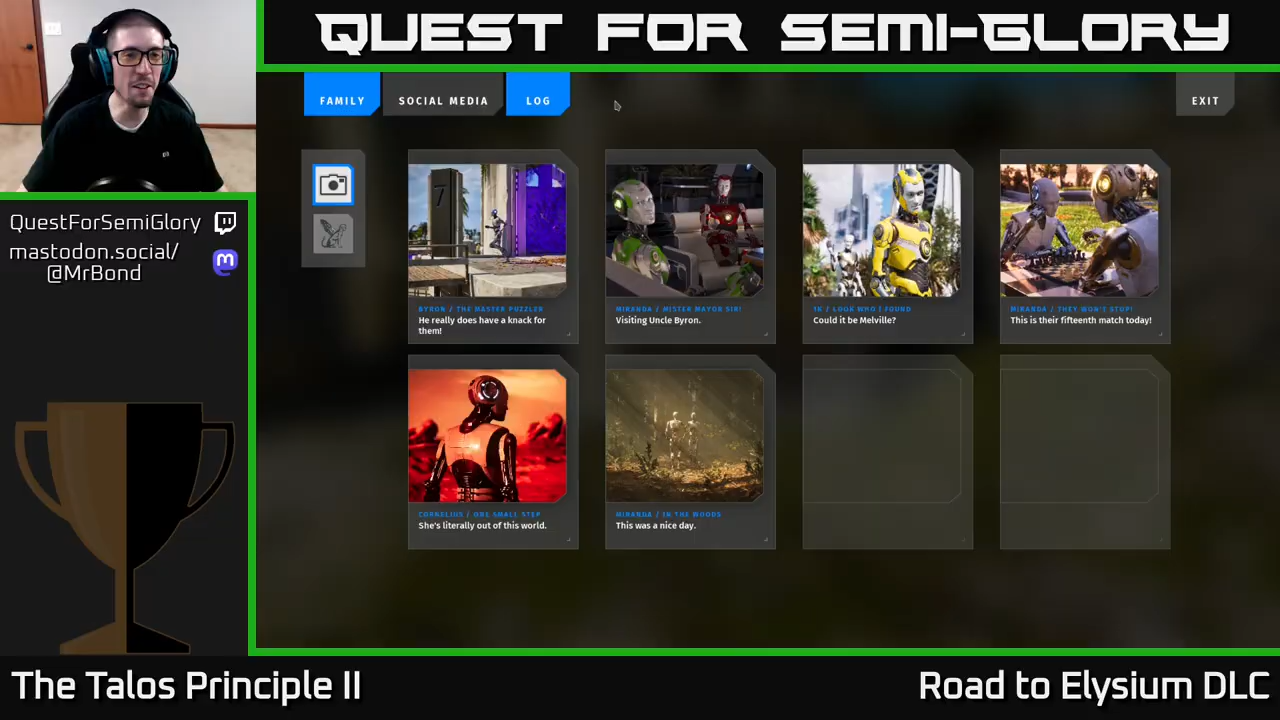 QUEST FOR SEMI-GLORY
FAMILY
SOCIAL MEDIA
LOG
EXIT
QuestForSemiGlory
mastodon.social/
@MrBond
7
BYRON / THE MASTER PUZZLER
He really does have a knack for
them!
MIRANDA / MISTER MAYOR SIR!
Visiting Uncle Byron.
1K / LOOK WHO I FOUND
Could it be Melville?
MIRANDA / THEY WON'T STOP!
This is their fifteenth match today!
CORNELIUS / ONE SMALL STEP
She's literally out of this world.
MIRANDA / IN THE WOODS
This was a nice day.
The Talos Principle II
Road to Elysium DLC